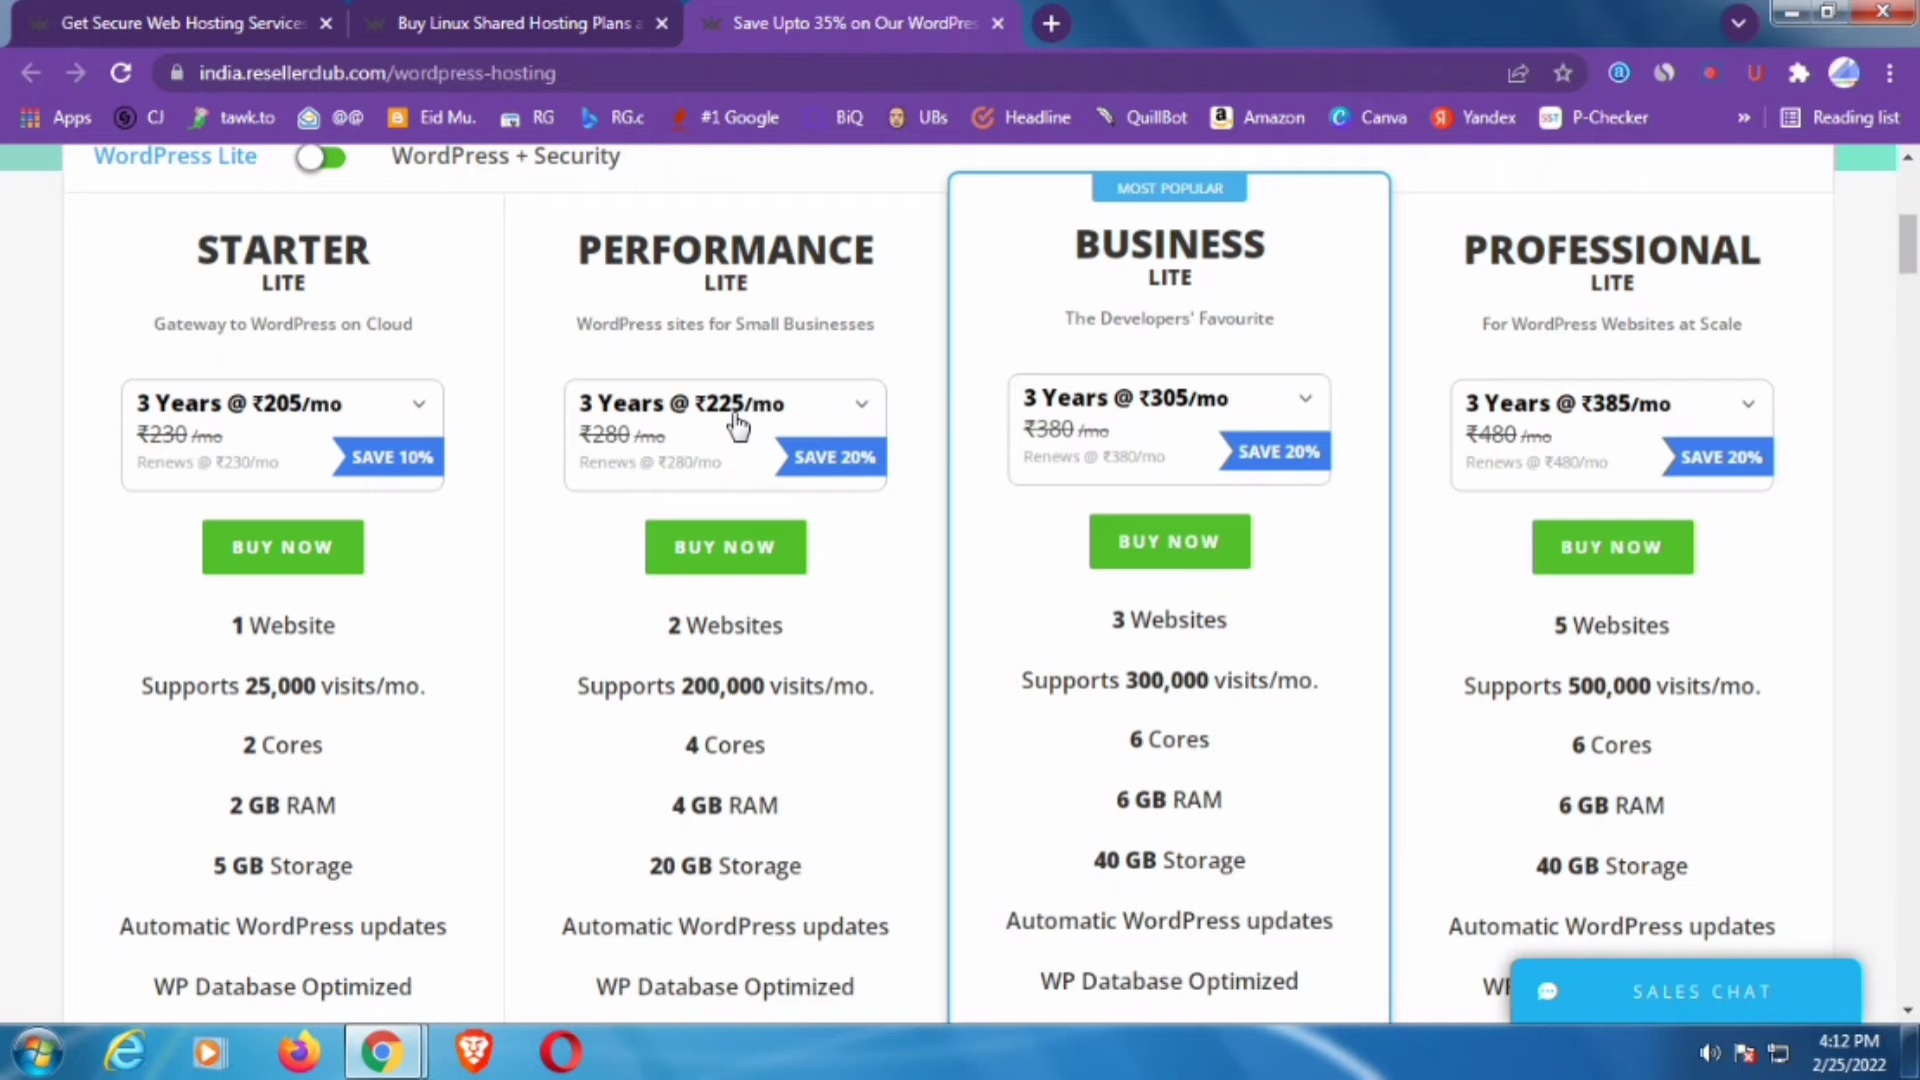 Get Secure Web Hosting Services
Buy Linux Shared Hosting Plans a
Save Upto 35% on Our WordPres
india.resellerclub.com/wordpress-hosting
Apps
CJ
tawk.to
@@
Eid Mu.
RG
RG.c
#1 Google
BiQ
UBs
Headline
QuillBot
Amazon
Canva
Yandex
P-Checker
»
Reading list
WordPress Lite
WordPress + Security
STARTER
LITE
Gateway to WordPress on Cloud
3 Years @ ₹205/mo
₹230 /mo
Renews @ ₹230/mo
SAVE 10%
BUY NOW
1 Website
Supports 25,000 visits/mo.
2 Cores
2 GB RAM
5 GB Storage
Automatic WordPress updates
WP Database Optimized
PERFORMANCE
LITE
WordPress sites for Small Businesses
3 Years @ ₹225/mo
₹280 /mo
Renews @ ₹280/mo
SAVE 20%
BUY NOW
2 Websites
Supports 200,000 visits/mo.
4 Cores
4 GB RAM
20 GB Storage
Automatic WordPress updates
WP Database Optimized
MOST POPULAR
BUSINESS
LITE
The Developers' Favourite
3 Years @ ₹305/mo
₹380 /mo
Renews @ ₹380/mo
SAVE 20%
BUY NOW
3 Websites
Supports 300,000 visits/mo.
6 Cores
6 GB RAM
40 GB Storage
Automatic WordPress updates
WP Database Optimized
PROFESSIONAL
LITE
For WordPress Websites at Scale
3 Years @ ₹385/mo
₹480 /mo
Renews @ ₹480/mo
SAVE 20%
BUY NOW
5 Websites
Supports 500,000 visits/mo.
6 Cores
6 GB RAM
40 GB Storage
Automatic WordPress updates
WP
SALES CHAT
4:12 PM
2/25/2022